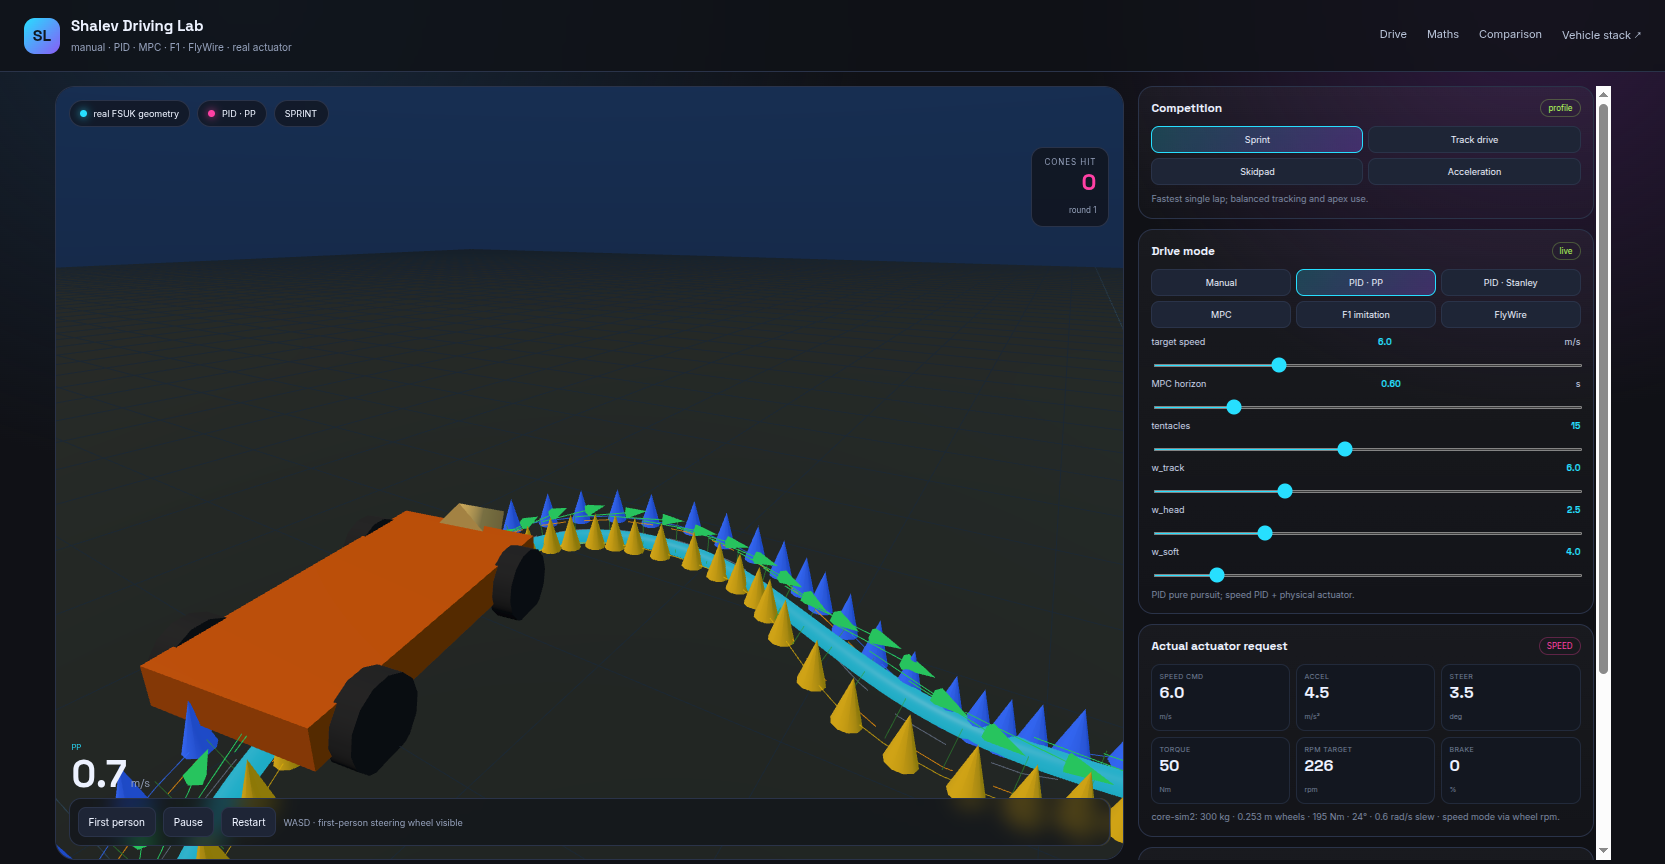 SL
Shalev Driving Lab
manual · PID · MPC · F1 · FlyWire · real actuator
Drive
Maths
Comparison
Vehicle stack ↗
real FSUK geometry
PID · PP
SPRINT
CONES HIT
0
round 1
PP
0.7 m/s
First person
Pause
Restart
WASD · first-person steering wheel visible
Competition
profile
Sprint
Track drive
Skidpad
Acceleration
Fastest single lap; balanced tracking and apex use.
Drive mode
live
Manual
PID · PP
PID · Stanley
MPC
F1 imitation
FlyWire
target speed 6.0 m/s
MPC horizon 0.60 s
tentacles 15
w_track 6.0
w_head 2.5
w_soft 4.0
PID pure pursuit; speed PID + physical actuator.
Actual actuator request
SPEED
SPEED CMD
6.0
m/s
ACCEL
4.5
m/s²
STEER
3.5
deg
TORQUE
50
Nm
RPM TARGET
226
rpm
BRAKE
0
%
core-sim2: 300 kg · 0.253 m wheels · 195 Nm · 24° · 0.6 rad/s slew · speed mode via wheel rpm.